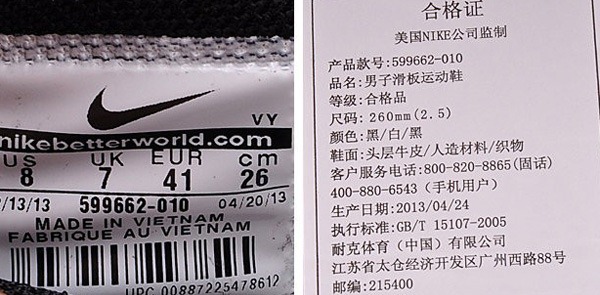 VY
nikebetterworld.com
US UK EUR cm
8 7 41 26
/13/13 599662-010 04/20/13
MADE IN VIETNAM
FABRIQUE AU VIETNAM
UPC 00887225478612
合格证
美国NIKE公司监制
产品款号:599662-010
品名:男子滑板运动鞋
等级:合格品
尺码:260mm(2.5)
颜色:黑/白/黑
鞋面:头层牛皮/人造材料/织物
客户服务电话:800-820-8865(固话)
400-880-6543（手机用户）
生产日期:2013/04/24
执行标准:GB/T 15107-2005
耐克体育（中国）有限公司
江苏省太仓经济开发区广州西路88号
邮编:215400